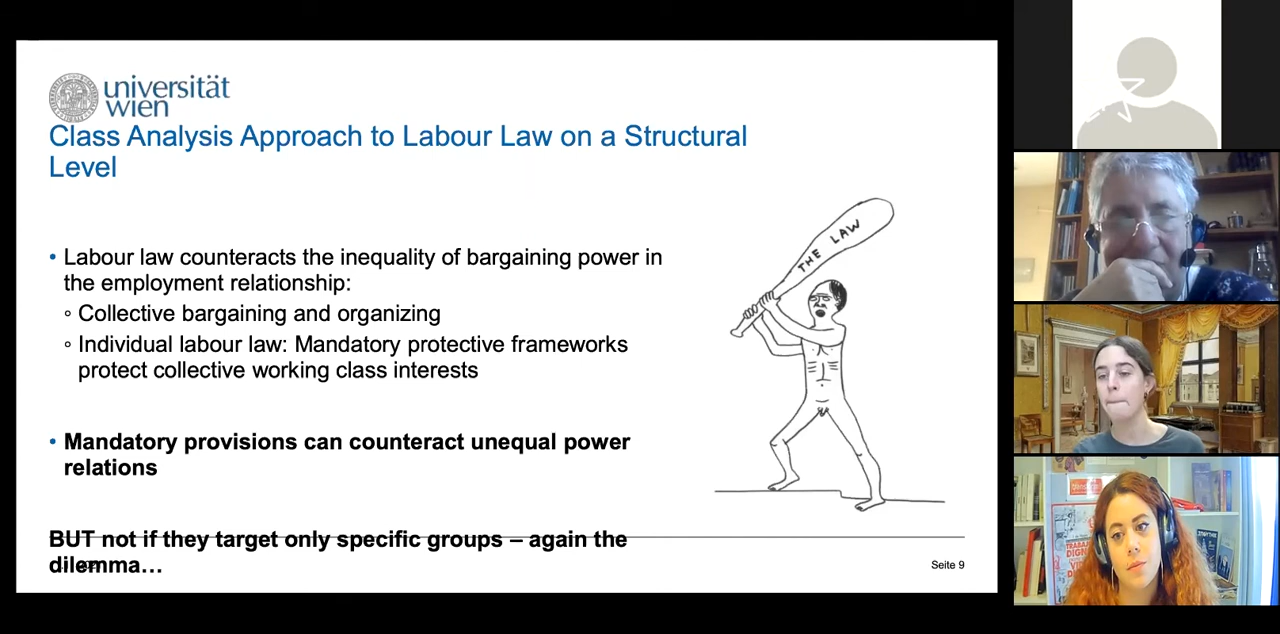 universität
wien
Class Analysis Approach to Labour Law on a Structural
Level
• Labour law counteracts the inequality of bargaining power in
the employment relationship:
◦ Collective bargaining and organizing
◦ Individual labour law: Mandatory protective frameworks
protect collective working class interests
• Mandatory provisions can counteract unequal power
relations
BUT not if they target only specific groups – again the
dilemma…
Seite 9
THE LAW
TRABAJO
DIGN